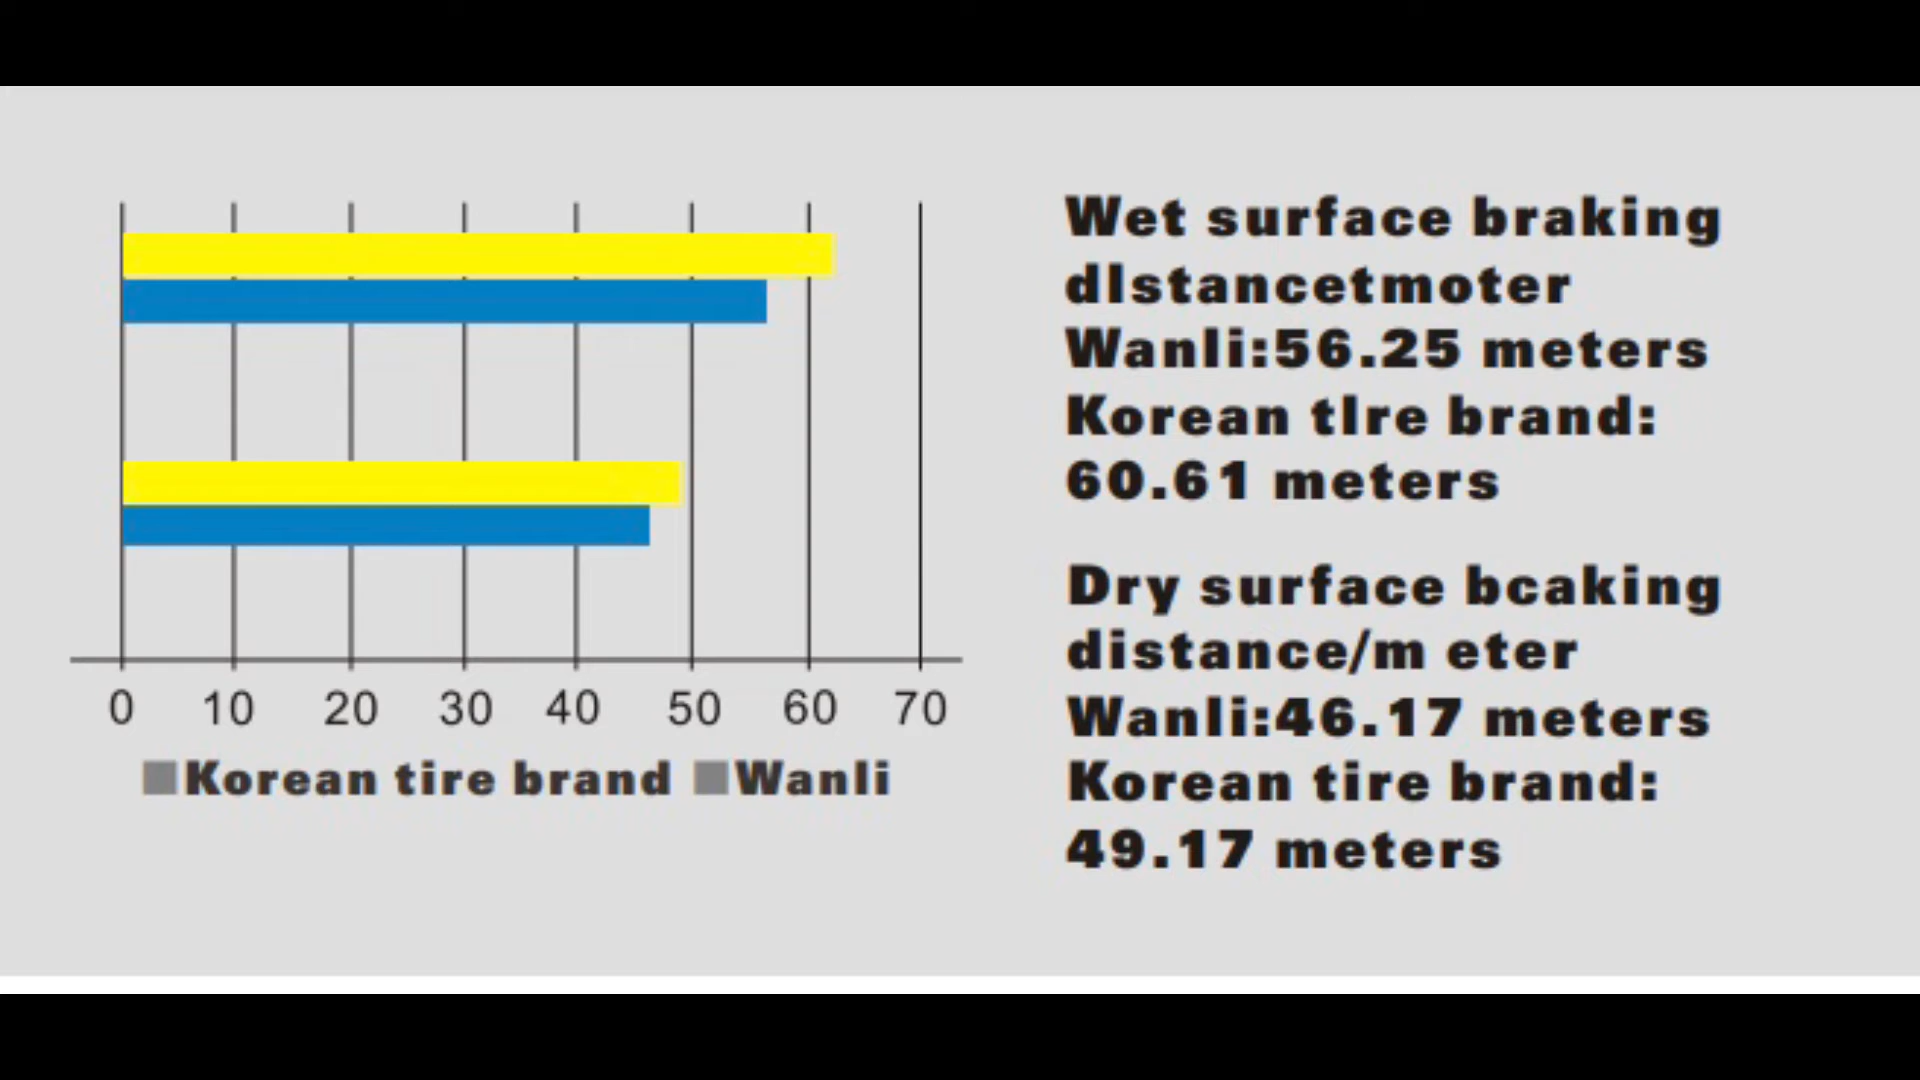 Wet surface braking
dlstancetmoter
Wanli:56.25 meters
Korean tlre brand:
60.61 meters
Dry surface bcaking
distance/m eter
Wanli:46.17 meters
Korean tire brand:
49.17 meters
0 10 20 30 40 50 60 70
Korean tire brand Wanli